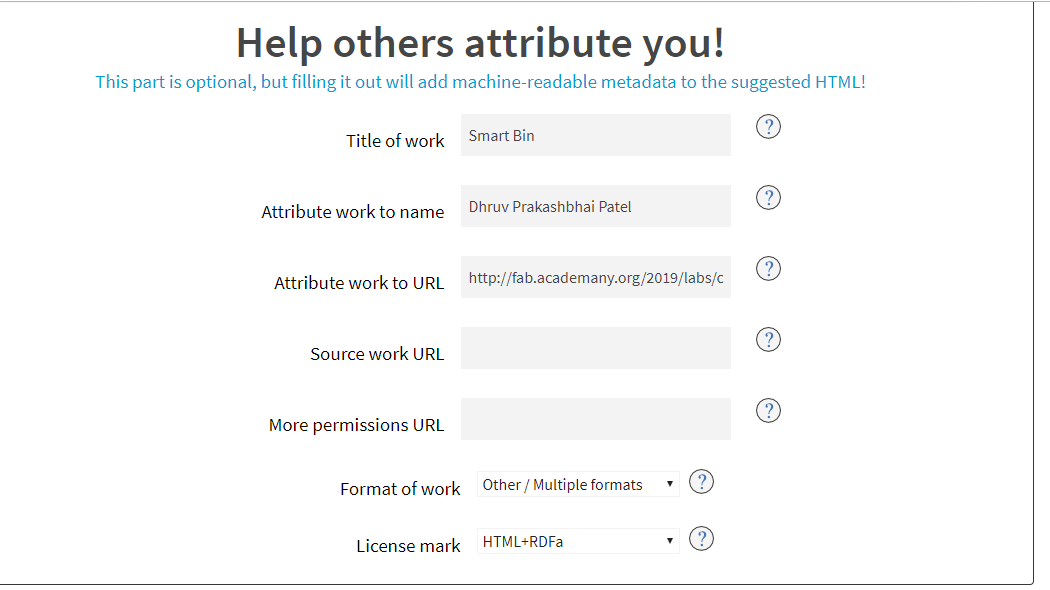 Help others attribute you!
This part is optional, but filling it out will add machine-readable metadata to the suggested HTML!
Title of work Smart Bin ?
Attribute work to name Dhruv Prakashbhai Patel ?
Attribute work to URL http://fab.academany.org/2019/labs/c ?
Source work URL ?
More permissions URL ?
Format of work Other / Multiple formats ?
License mark HTML+RDFa ?